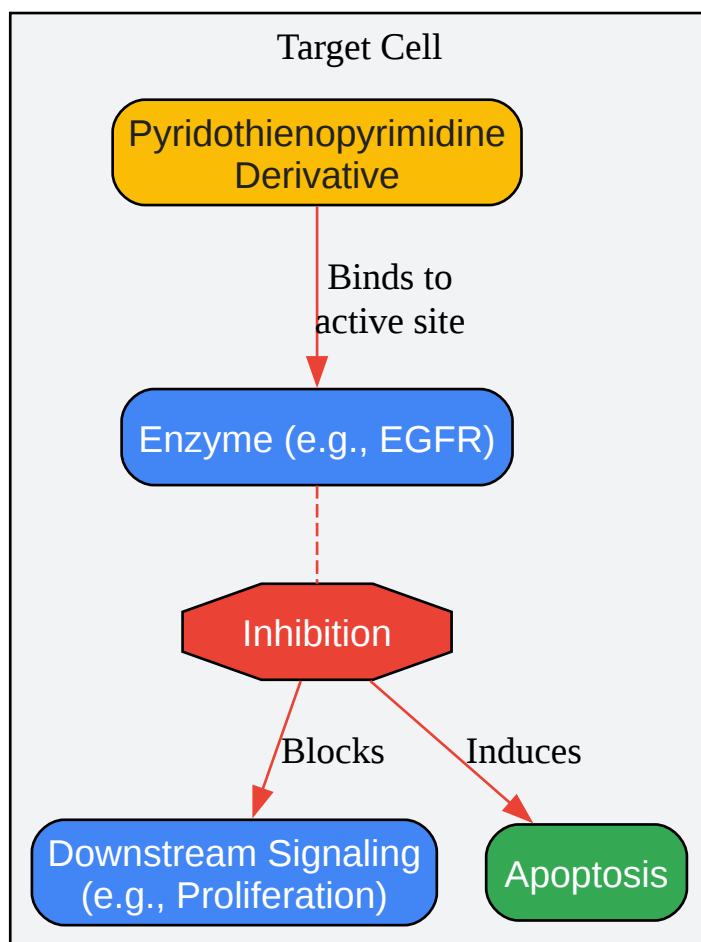 Target Cell
Pyridothienopyrimidine
Derivative
Binds to
active site
Enzyme (e.g., EGFR)
Inhibition
Blocks
Induces
Downstream Signaling
(e.g., Proliferation)
Apoptosis